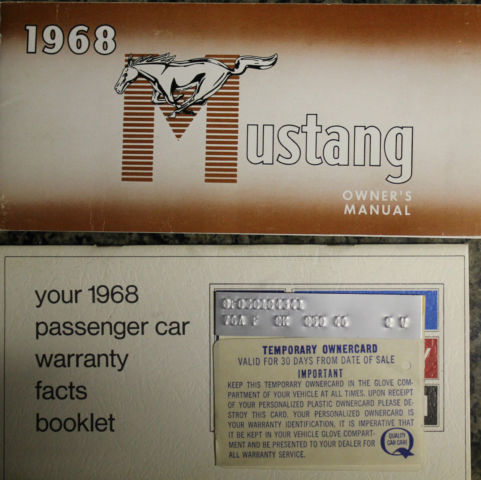 1968
Mustang
OWNER'S
MANUAL
your 1968
passenger car
warranty
facts
booklet
TEMPORARY OWNERCARD
VALID FOR 30 DAYS FROM DATE OF SALE
IMPORTANT
KEEP THIS TEMPORARY OWNERCARD IN THE GLOVE COM-
PARTMENT OF YOUR VEHICLE AT ALL TIMES. UPON RECEIPT
OF YOUR PERSONALIZED PLASTIC OWNERCARD PLEASE DE-
STROY THIS CARD. YOUR PERSONALIZED OWNERCARD IS
YOUR WARRANTY IDENTIFICATION, IT IS IMPERATIVE THAT
IT BE KEPT IN YOUR VEHICLE GLOVE COMPART-
MENT AND BE PRESENTED TO YOUR DEALER FOR
ALL WARRANTY SERVICE.
QUALITY
CAR CARE